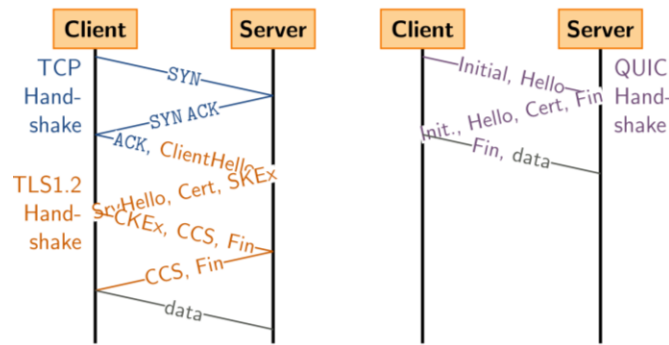 Client
Server
TCP
Hand-
shake
SYN
SYN ACK
ACK, ClientHello
TLS1.2
Hand-
shake
SrvHello, Cert, SKEx
CKEx, CCS, Fin
CCS, Fin
data
Client
Server
Initial, Hello
QUIC
Hand-
shake
Init., Hello, Cert, Fin
Fin, data